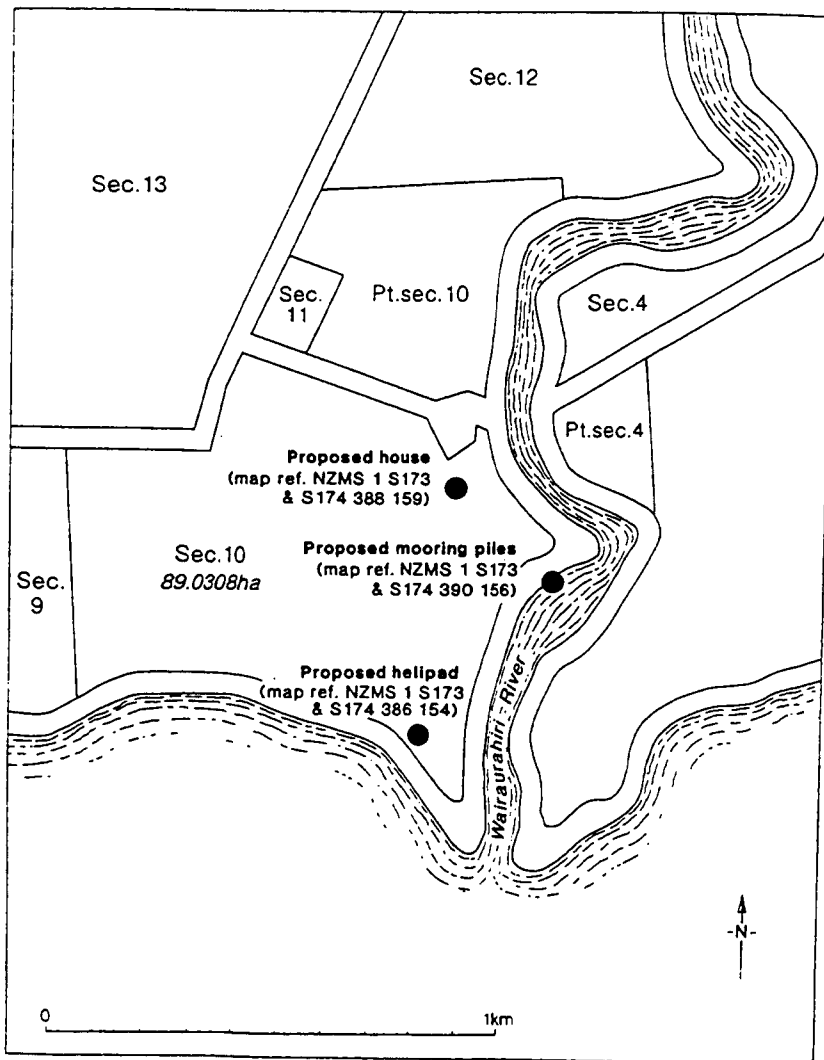 Sec.12
Sec.13
Sec.
11
Pt.sec.10
Sec.4
Pt.sec.4
Proposed house
(map ref. NZMS 1 S173
& S174 388 159)
Sec.10
89.0308ha
Proposed mooring piles
(map ref. NZMS 1 S173
& S174 390 156)
Sec.
9
Proposed helipad
(map ref. NZMS 1 S173
& S174 386 154)
Wairaurahiri River
-N-
0
1km